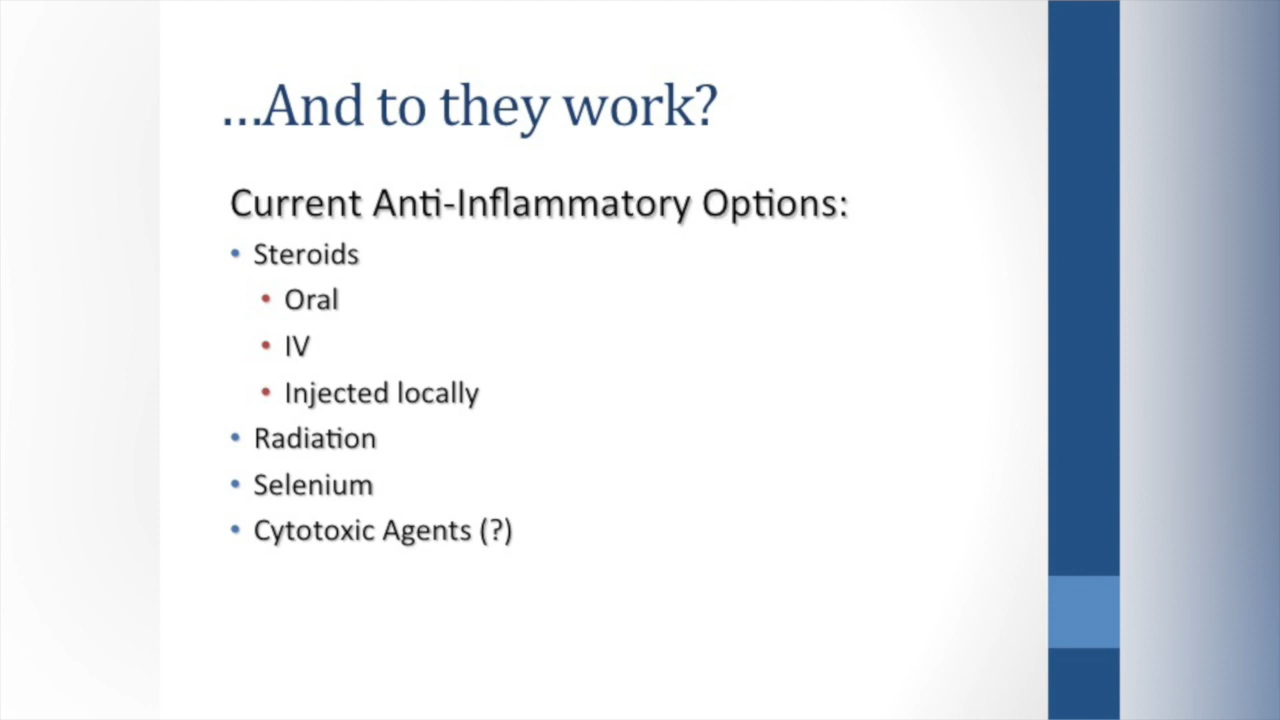 ...And to they work?
Current Anti-Inflammatory Options:
• Steroids
• Oral
• IV
• Injected locally
• Radiation
• Selenium
• Cytotoxic Agents (?)